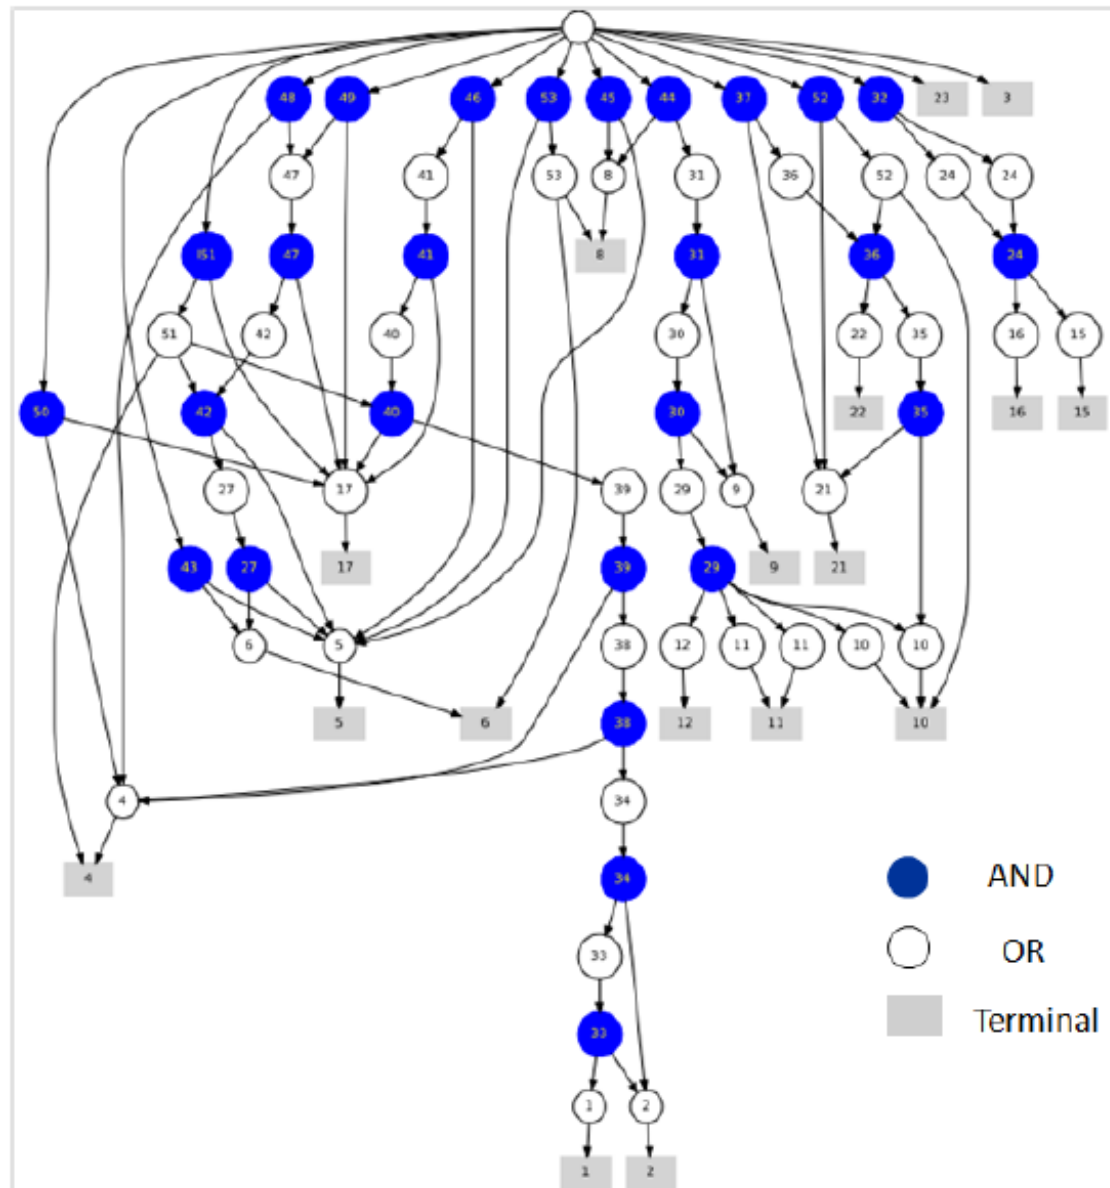 48 49 46 53 45 44 37 52 32 23 3
47 41 53 8 31 36 52 24 24
IS1 47 41 8 31 36 24
51 42 40 30 22 35 16 15
50 42 40 30 22 35 16 15
27 17 39 29 9 21
43 27 17 39 29 9 21
6 5 38 12 11 11 10 10
5 6 38 12 11 10
4 34
4 34
AND
33
OR
33
Terminal
1 2
1 2